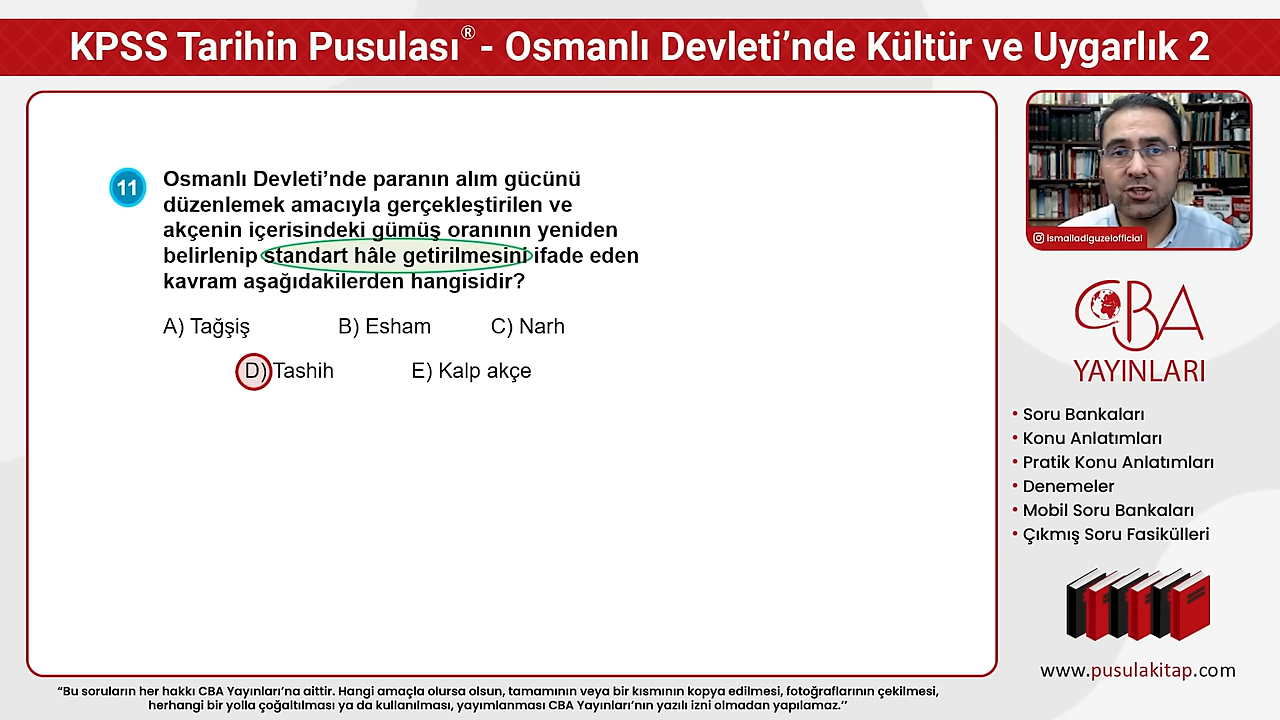 KPSS Tarihin Pusulası® - Osmanlı Devleti’nde Kültür ve Uygarlık 2
11
Osmanlı Devleti’nde paranın alım gücünü
düzenlemek amacıyla gerçekleştirilen ve
akçenin içerisindeki gümüş oranının yeniden
belirlenip standart hâle getirilmesini ifade eden
kavram aşağıdakilerden hangisidir?
A) Tağşiş B) Esham C) Narh
D) Tashih E) Kalp akçe
ismailadiguzelofficial
CBA
YAYINLARI
• Soru Bankaları
• Konu Anlatımları
• Pratik Konu Anlatımları
• Denemeler
• Mobil Soru Bankaları
• Çıkmış Soru Fasikülleri
www.pusulakitap.com
“Bu soruların her hakkı CBA Yayınları’na aittir. Hangi amaçla olursa olsun, tamamının veya bir kısmının kopya edilmesi, fotoğraflarının çekilmesi,
herhangi bir yolla çoğaltılması ya da kullanılması, yayımlanması CBA Yayınları’nın yazılı izni olmadan yapılamaz.’’